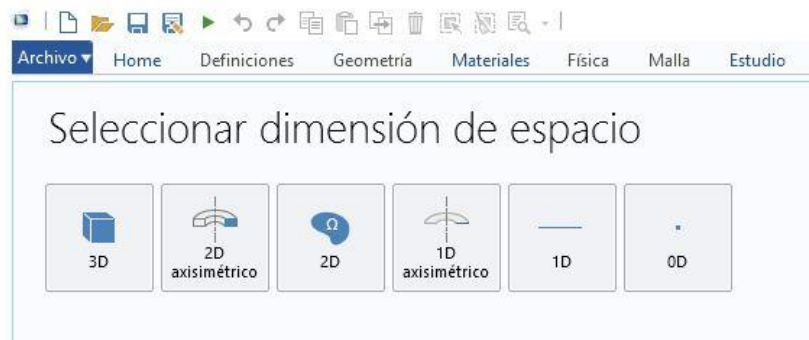 Archivo Home Definiciones Geometría Materiales Física Malla Estudio
Seleccionar dimensión de espacio
Ω
3D
2D
axisimétrico
2D
1D
axisimétrico
1D
0D